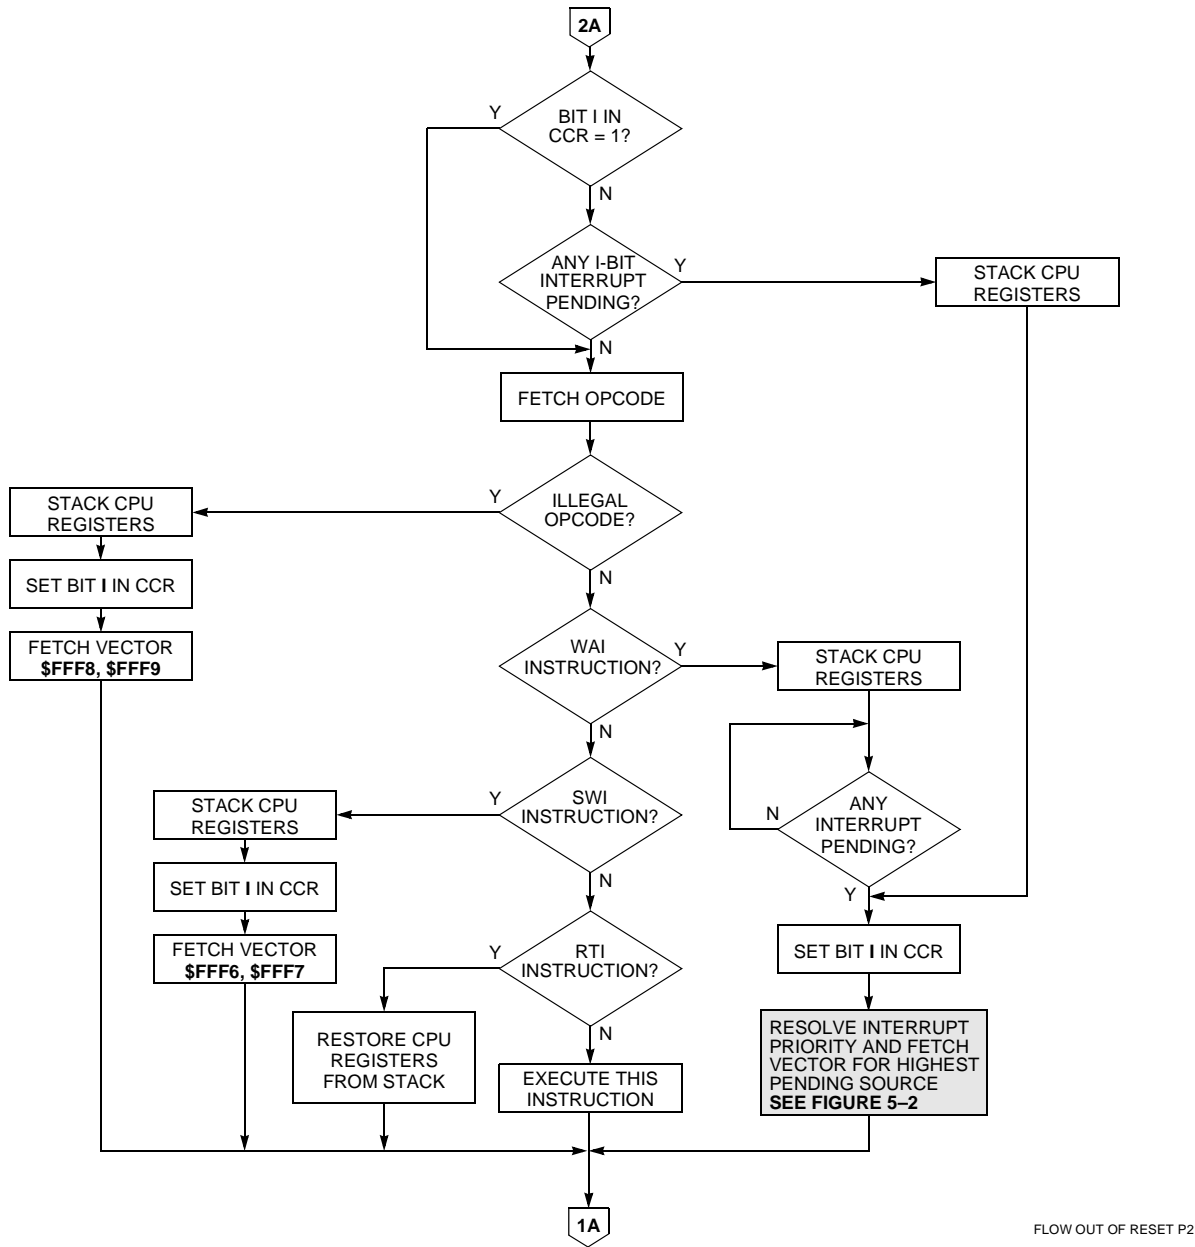 2A
BIT I IN
CCR = 1?
Y
N
ANY I-BIT
INTERRUPT
PENDING?
Y
N
STACK CPU
REGISTERS
FETCH OPCODE
ILLEGAL
OPCODE?
Y
N
STACK CPU
REGISTERS
SET BIT I IN CCR
FETCH VECTOR
$FFF8, $FFF9
WAI
INSTRUCTION?
Y
N
STACK CPU
REGISTERS
ANY
INTERRUPT
PENDING?
N
Y
SWI
INSTRUCTION?
Y
N
STACK CPU
REGISTERS
SET BIT I IN CCR
FETCH VECTOR
$FFF6, $FFF7
RTI
INSTRUCTION?
Y
N
RESTORE CPU
REGISTERS
FROM STACK
EXECUTE THIS
INSTRUCTION
SET BIT I IN CCR
RESOLVE INTERRUPT
PRIORITY AND FETCH
VECTOR FOR HIGHEST
PENDING SOURCE
SEE FIGURE 5–2
1A
FLOW OUT OF RESET P2